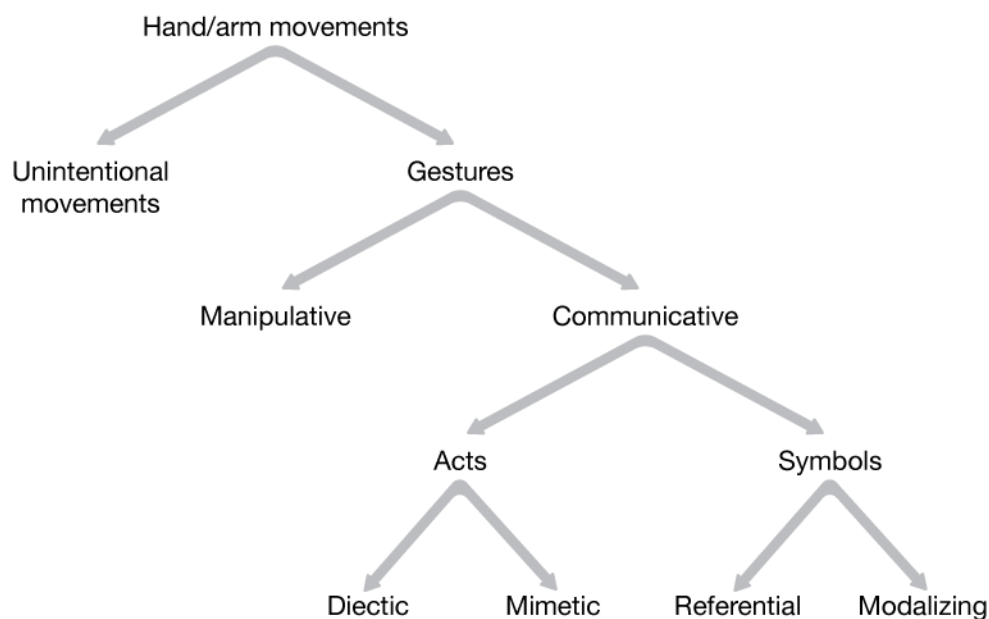 Hand/arm movements
Unintentional
movements
Gestures
Manipulative
Communicative
Acts
Symbols
Diectic
Mimetic
Referential
Modalizing